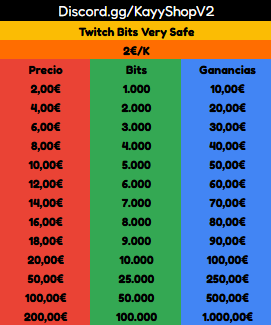 Discord.gg/KayyShopV2
Twitch Bits Very Safe
2€/K
Precio Bits Ganancias
2,00€ 1.000 10,00€
4,00€ 2.000 20,00€
6,00€ 3.000 30,00€
8,00€ 4.000 40,00€
10,00€ 5.000 50,00€
12,00€ 6.000 60,00€
14,00€ 7.000 70,00€
16,00€ 8.000 80,00€
18,00€ 9.000 90,00€
20,00€ 10.000 100,00€
50,00€ 25.000 250,00€
100,00€ 50.000 500,00€
200,00€ 100.000 1.000,00€